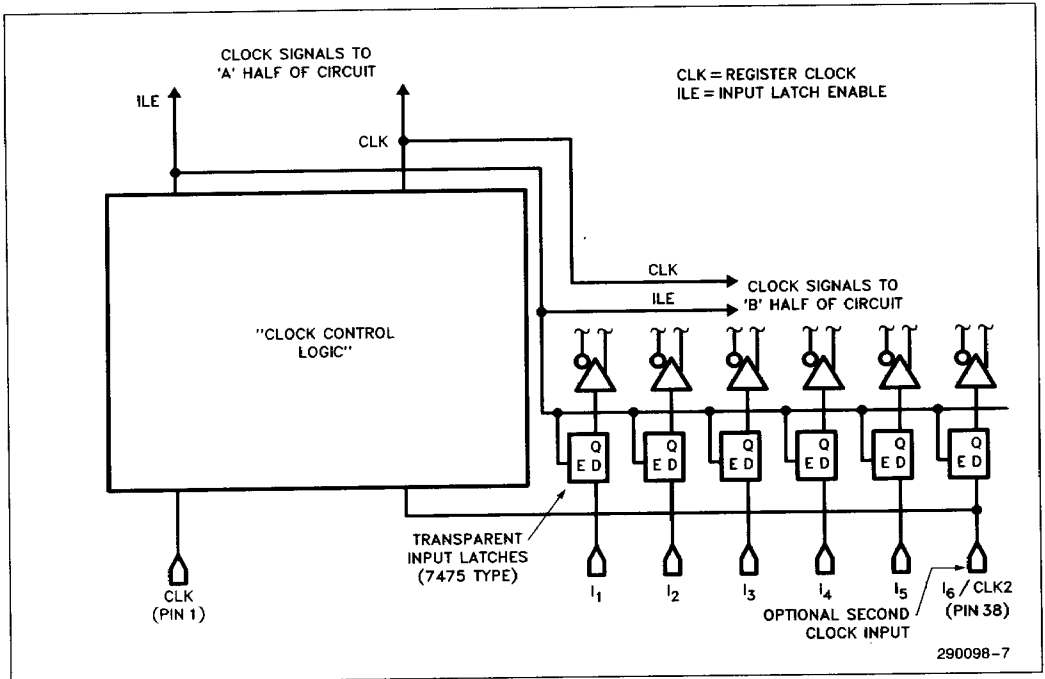 CLOCK SIGNALS TO
'A' HALF OF CIRCUIT
CLK = REGISTER CLOCK
ILE = INPUT LATCH ENABLE
ILE
CLK
CLK
ILE
CLOCK SIGNALS TO
'B' HALF OF CIRCUIT
"CLOCK CONTROL
LOGIC"
Q
E D
Q
E D
Q
E D
Q
E D
Q
E D
Q
E D
TRANSPARENT
INPUT LATCHES
(7475 TYPE)
CLK
(PIN 1)
I1
I2
I3
I4
I5
I6 / CLK2
(PIN 38)
OPTIONAL SECOND
CLOCK INPUT
290098-7